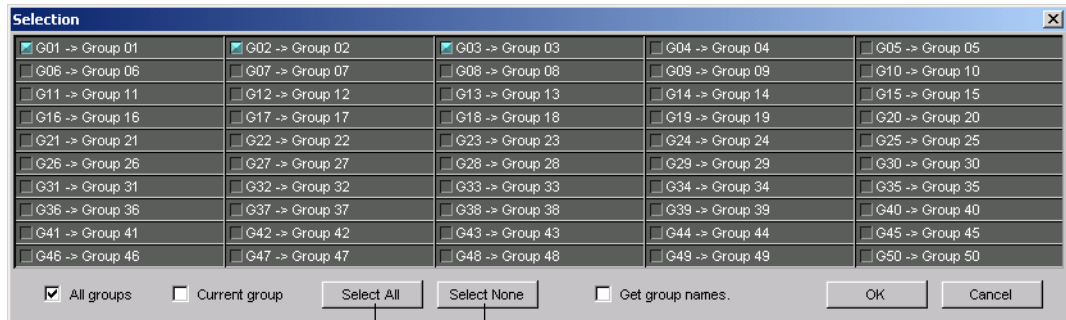 Selection
G01 -> Group 01 G02 -> Group 02 G03 -> Group 03 G04 -> Group 04 G05 -> Group 05
G06 -> Group 06 G07 -> Group 07 G08 -> Group 08 G09 -> Group 09 G10 -> Group 10
G11 -> Group 11 G12 -> Group 12 G13 -> Group 13 G14 -> Group 14 G15 -> Group 15
G16 -> Group 16 G17 -> Group 17 G18 -> Group 18 G19 -> Group 19 G20 -> Group 20
G21 -> Group 21 G22 -> Group 22 G23 -> Group 23 G24 -> Group 24 G25 -> Group 25
G26 -> Group 26 G27 -> Group 27 G28 -> Group 28 G29 -> Group 29 G30 -> Group 30
G31 -> Group 31 G32 -> Group 32 G33 -> Group 33 G34 -> Group 34 G35 -> Group 35
G36 -> Group 36 G37 -> Group 37 G38 -> Group 38 G39 -> Group 39 G40 -> Group 40
G41 -> Group 41 G42 -> Group 42 G43 -> Group 43 G44 -> Group 44 G45 -> Group 45
G46 -> Group 46 G47 -> Group 47 G48 -> Group 48 G49 -> Group 49 G50 -> Group 50
All groups Current group Select All Select None Get group names. OK Cancel